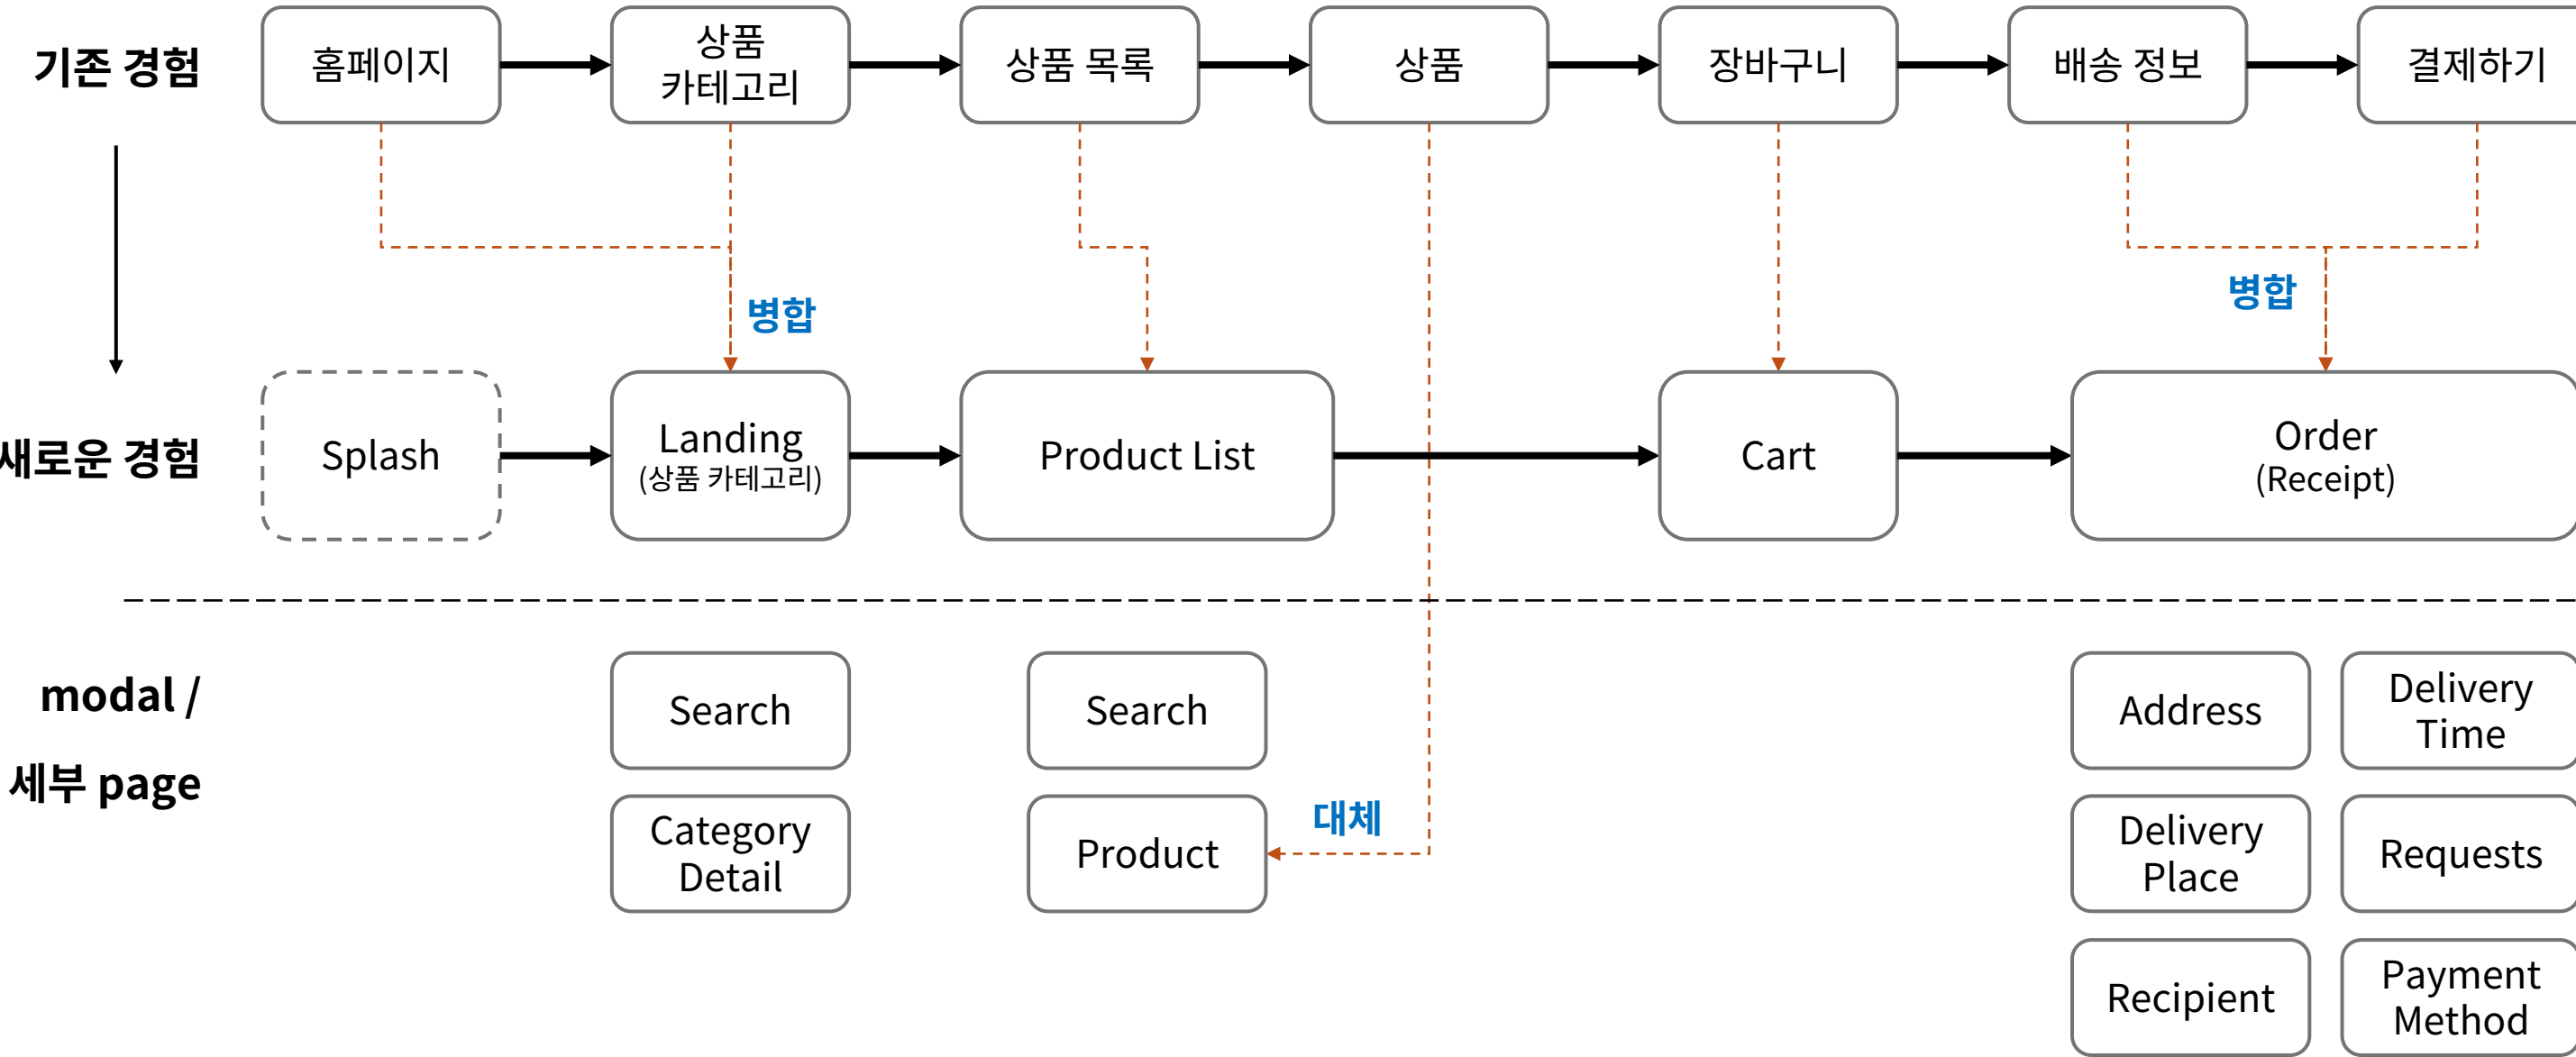 기존 경험
홈페이지
상품
카테고리
상품 목록
상품
장바구니
배송 정보
결제하기
병합
병합
새로운 경험
Splash
Landing
(상품 카테고리)
Product List
Cart
Order
(Receipt)
modal /
세부 page
Search
Search
Address
Delivery
Time
Category
Detail
Product
대체
Delivery
Place
Requests
Recipient
Payment
Method